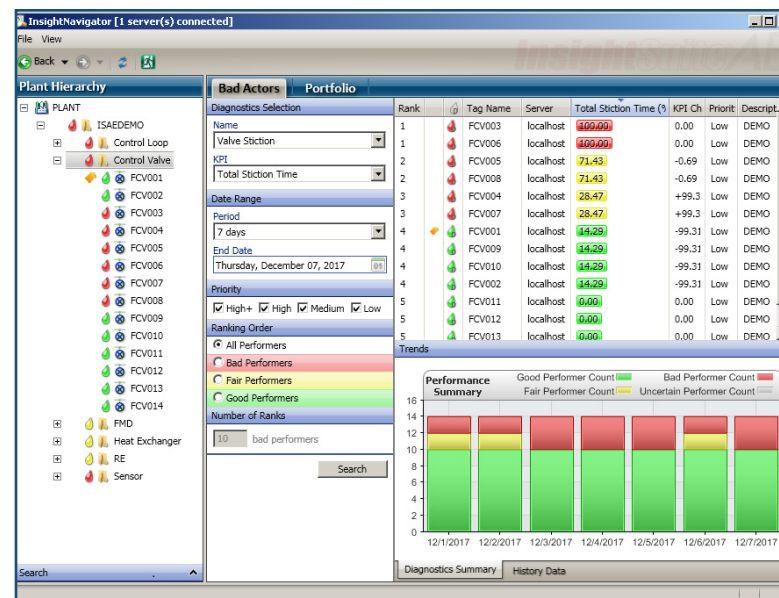 InsightNavigator [1 server(s) connected]
File View
Back
Plant Hierarchy
PLANT
ISAEDEMO
Control Loop
Control Valve
FCV001
FCV002
FCV003
FCV004
FCV005
FCV006
FCV007
FCV008
FCV009
FCV010
FCV011
FCV012
FCV013
FCV014
FMD
Heat Exchanger
RE
Sensor
Search
Bad Actors Portfolio
Diagnostics Selection
Name
Valve Stiction
KPI
Total Stiction Time
Date Range
Period
7 days
End Date
Thursday, December 07, 2017
Priority
High+ High Medium Low
Ranking Order
All Performers
Bad Performers
Fair Performers
Good Performers
Number of Ranks
10 bad performers
Search
Rank Tag Name Server Total Stiction Time KPI Ch Priorit Descript.
1 FCV003 localhost 100.00 0.00 Low DEMO
1 FCV006 localhost 100.00 0.00 Low DEMO
2 FCV005 localhost 71.43 -0.69 Low DEMO
2 FCV008 localhost 71.43 -0.69 Low DEMO
3 FCV004 localhost 28.47 +99.3 Low DEMO
3 FCV007 localhost 28.47 +99.3 Low DEMO
4 FCV001 localhost 14.29 -99.31 Low DEMO
4 FCV009 localhost 14.29 -99.31 Low DEMO
4 FCV010 localhost 14.29 -99.31 Low DEMO
4 FCV002 localhost 14.29 -99.31 Low DEMO
5 FCV011 localhost 0.00 0.00 Low DEMO
5 FCV012 localhost 0.00 0.00 Low DEMO
5 FCV013 localhost 0.00 0.00 Low DEMO
Trends
Performance Summary
Good Performer Count Bad Performer Count
Fair Performer Count Uncertain Performer Count
16
14
12
10
8
6
4
2
0
12/1/2017 12/2/2017 12/3/2017 12/4/2017 12/5/2017 12/6/2017 12/7/2017
Diagnostics Summary History Data